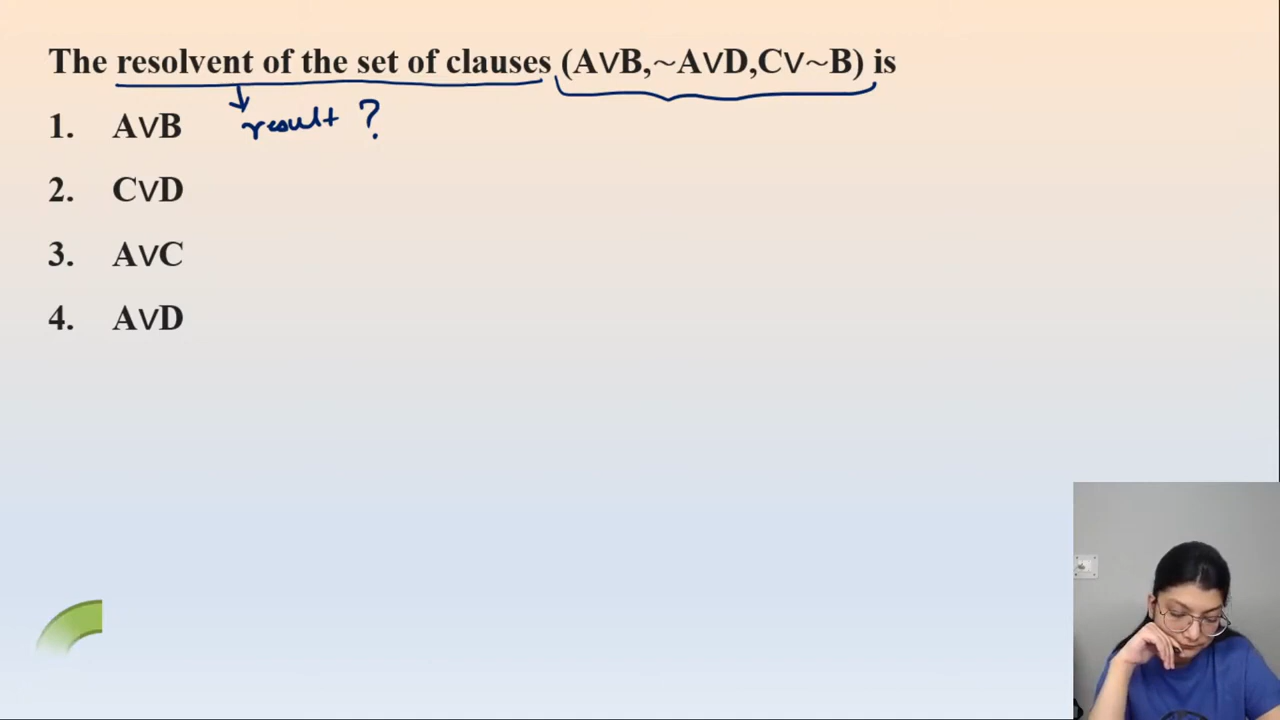 The resolvent of the set of clauses (A∨B,~A∨D,C∨~B) is
result ?
1. A∨B
2. C∨D
3. A∨C
4. A∨D